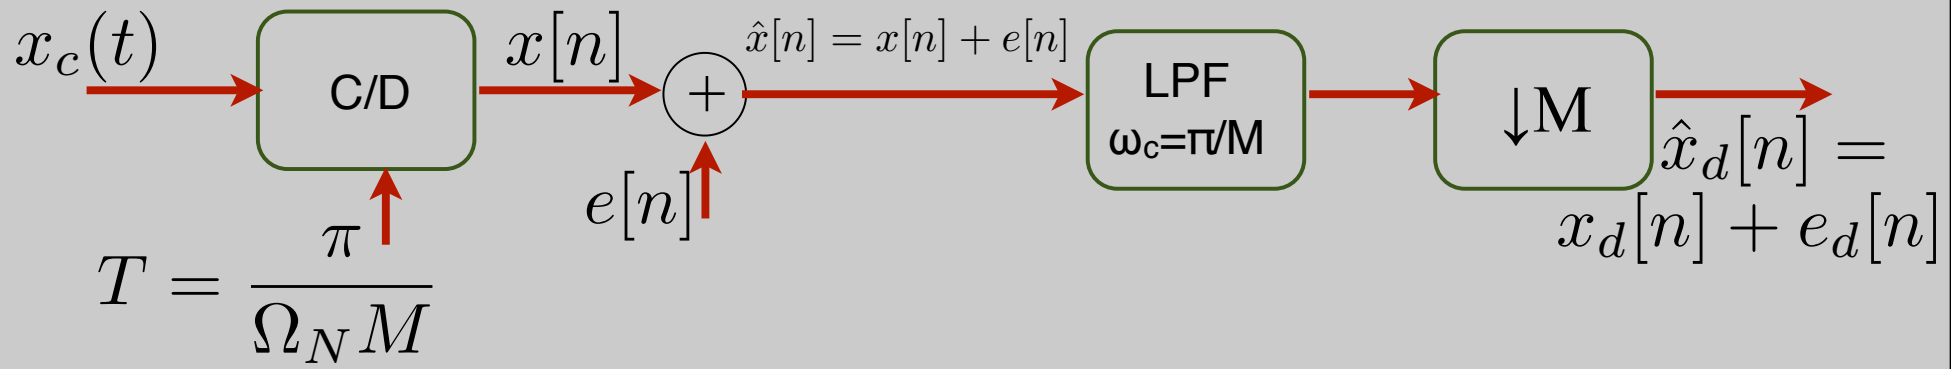 x_c(t)
C/D
x[n]
+
x̂[n] = x[n] + e[n]
LPF
ω_c=π/M
↓M
x̂_d[n] =
x_d[n] + e_d[n]
e[n]
T = π / Ω_N M